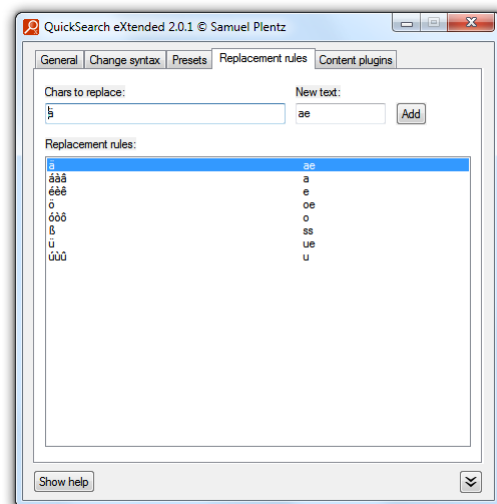 QuickSearch eXtended 2.0.1 © Samuel Plentz
General Change syntax Presets Replacement rules Content plugins
Chars to replace: New text:
ä ae Add
Replacement rules:
ä ae
áàâ a
éèê e
ö oe
óòô o
ß ss
ü ue
úùû u
Show help